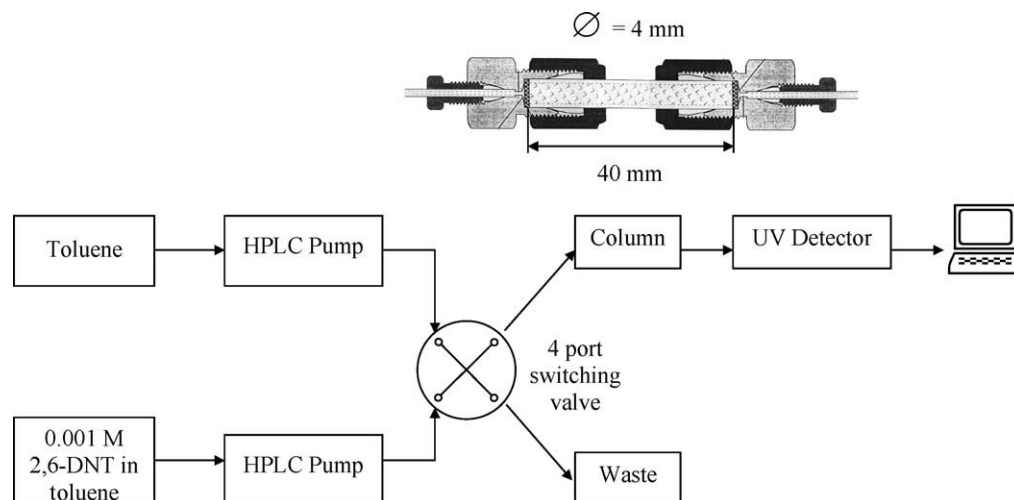 ∅ = 4 mm
40 mm
Toluene
HPLC Pump
Column
UV Detector
4 port
switching
valve
0.001 M
2,6-DNT in
toluene
HPLC Pump
Waste